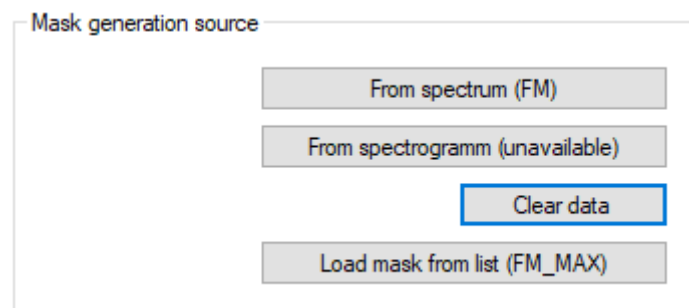 Mask generation source
From spectrum (FM)
From spectrogramm (unavailable)
Clear data
Load mask from list (FM_MAX)